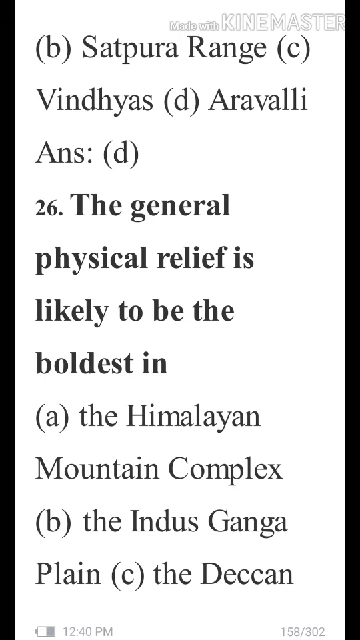 Made with KINEMASTER
(b) Satpura Range (c)
Vindhyas (d) Aravalli
Ans: (d)
26. The general
physical relief is
likely to be the
boldest in
(a) the Himalayan
Mountain Complex
(b) the Indus Ganga
Plain (c) the Deccan
12:40 PM 158/302